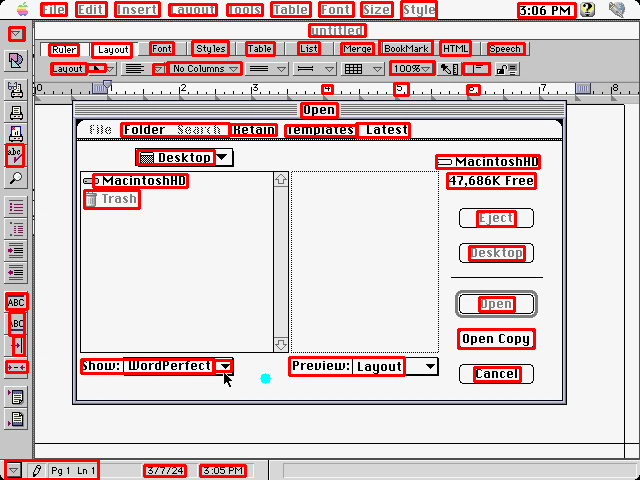 File Edit Insert Layout Tools Table Font Size Style 3:06 PM
untitled
Ruler Layout Font Styles Table List Merge BookMark HTML Speech
Layout No Columns 100%
0 1 2 3 4 5 6 7 8
Open
File Folder Search Retain Templates Latest
Desktop
MacintoshHD
MacintoshHD
47,686K Free
Trash
Eject
Desktop
Open
Open Copy
Show: WordPerfect Preview: Layout
Cancel
abc
ABC
ABC
Pg 1 Ln 1 3/7/24 3:05 PM